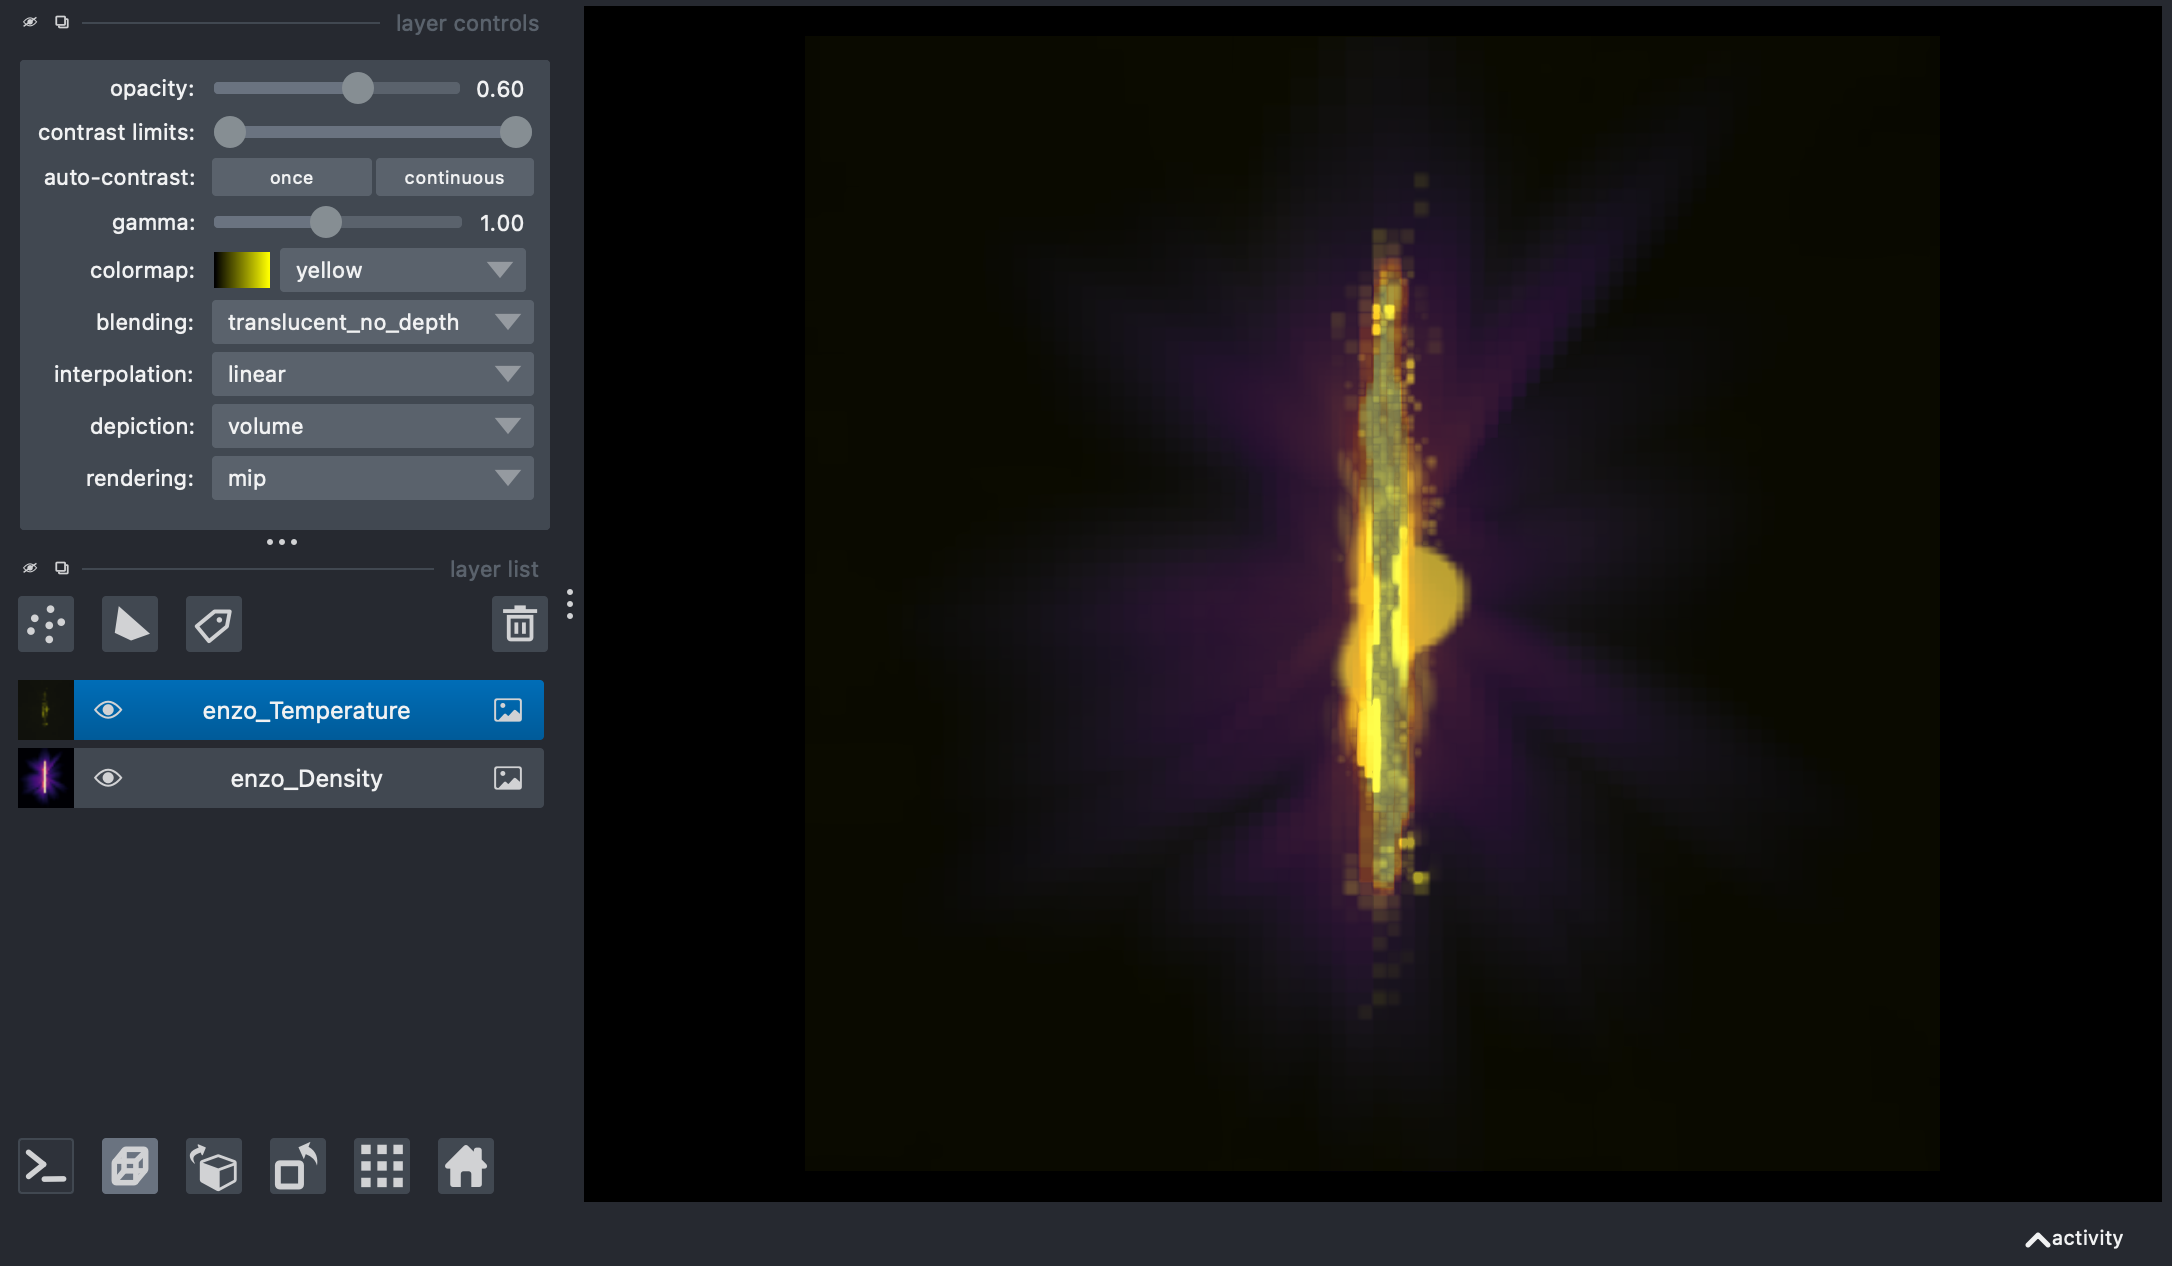 layer controls
opacity: 0.60
contrast limits:
auto-contrast: once continuous
gamma: 1.00
colormap: yellow
blending: translucent_no_depth
interpolation: linear
depiction: volume
rendering: mip
layer list
enzo_Temperature
enzo_Density
activity